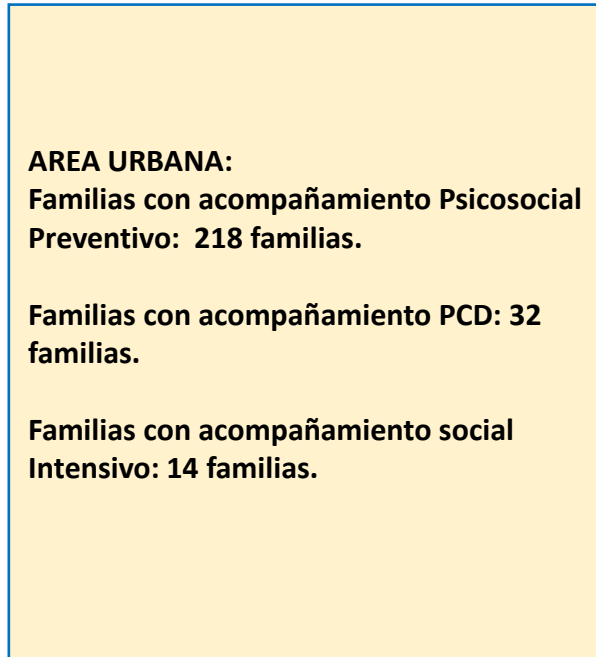 AREA URBANA:
Familias con acompañamiento Psicosocial
Preventivo:  218 familias.
Familias con acompañamiento PCD: 32
familias.
Familias con acompañamiento social
Intensivo: 14 familias.